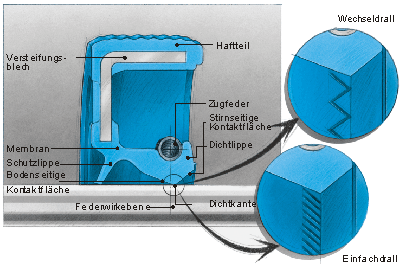 Wechseldrall
Haftteil
Versteifungs-
blech
Zugfeder
Stirnseitige
Kontaktfläche
Membran
Dichtlippe
Schutzlippe
Bodenseitige
Kontaktfläche
Federwirkebene
Dichtkante
Einfachdrall